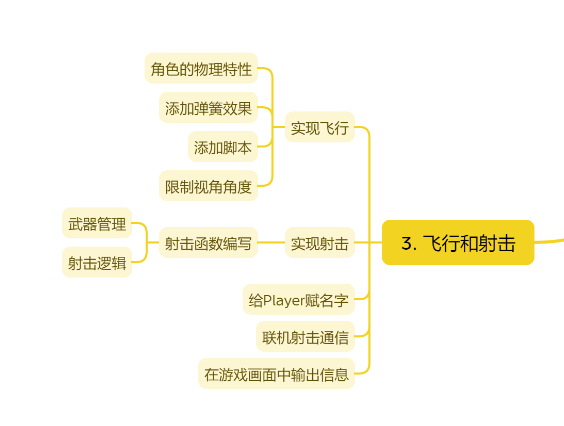 3. 飞行和射击
实现飞行
角色的物理特性
添加弹簧效果
添加脚本
限制视角角度
实现射击
射击函数编写
武器管理
射击逻辑
给Player赋名字
联机射击通信
在游戏画面中输出信息